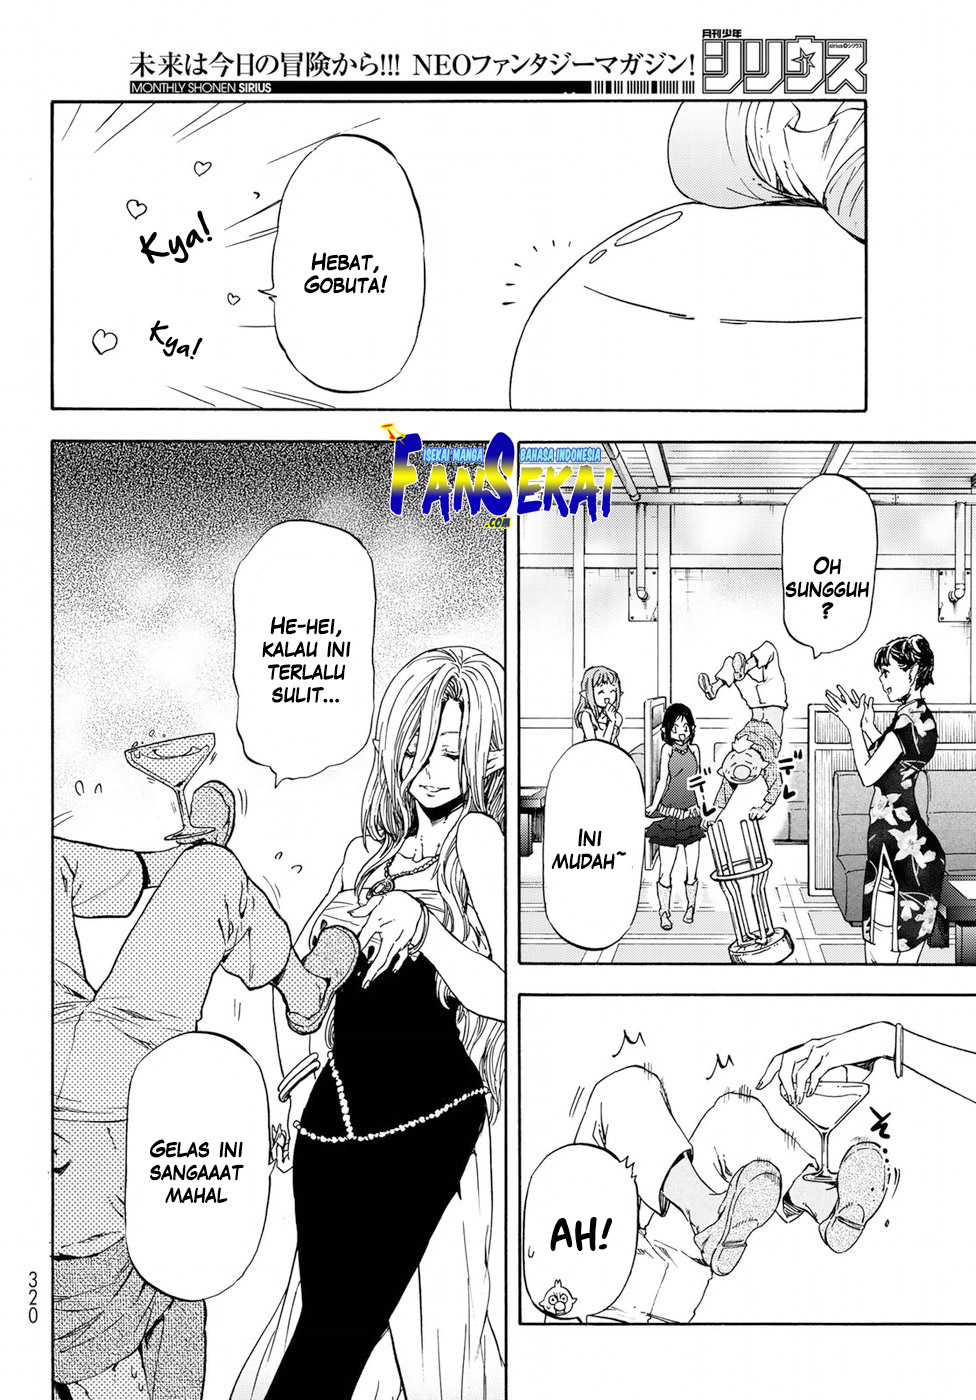 未来は今日の冒険から!!! NEOファンタジーマガジン!
月刊少年
シリウス
MONTHLY SHONEN SIRIUS
HEBAT,
GOBUTA!
Kya!
Kya!
ISEKAI MANGA BAHASA INDONESIA
FANSEKAI
.COM
OH
SUNGGUH
?
INI
MUDAH~
デデ
AH!
HE-HEI,
KALAU INI
TERLALU
SULIT...
GELAS INI
SANGAAAT
MAHAL
320